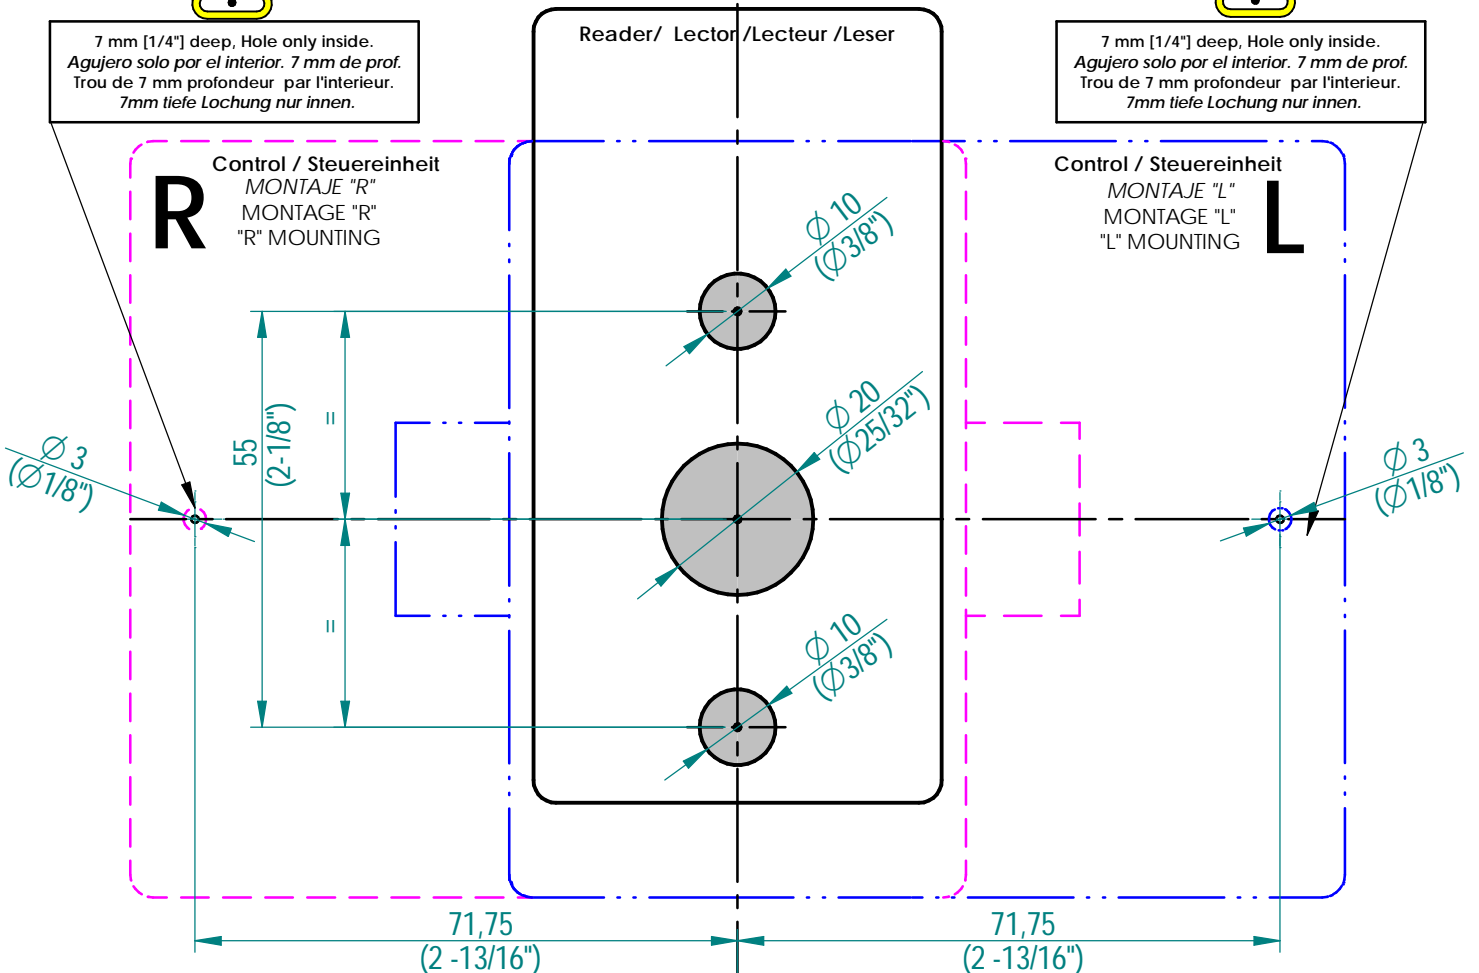 7 mm [1/4"] deep, Hole only inside.
Agujero solo por el interior. 7 mm de prof.
Trou de 7 mm profondeur par l'interieur.
7mm tiefe Lochung nur innen.
Reader/ Lector /Lecteur /Leser
7 mm [1/4"] deep, Hole only inside.
Agujero solo por el interior. 7 mm de prof.
Trou de 7 mm profondeur par l'interieur.
7mm tiefe Lochung nur innen.
Control / Steuereinheit
R
MONTAJE "R"
MONTAGE "R"
"R" MOUNTING
Control / Steuereinheit
MONTAJE "L"
MONTAGE "L"
"L" MOUNTING
L
∅ 10
(∅3/8")
=
55
(2-1/8")
∅ 20
(∅25/32")
∅ 3
(∅1/8")
∅ 3
(∅1/8")
=
∅ 10
(∅3/8")
71,75
(2 -13/16")
71,75
(2 -13/16")